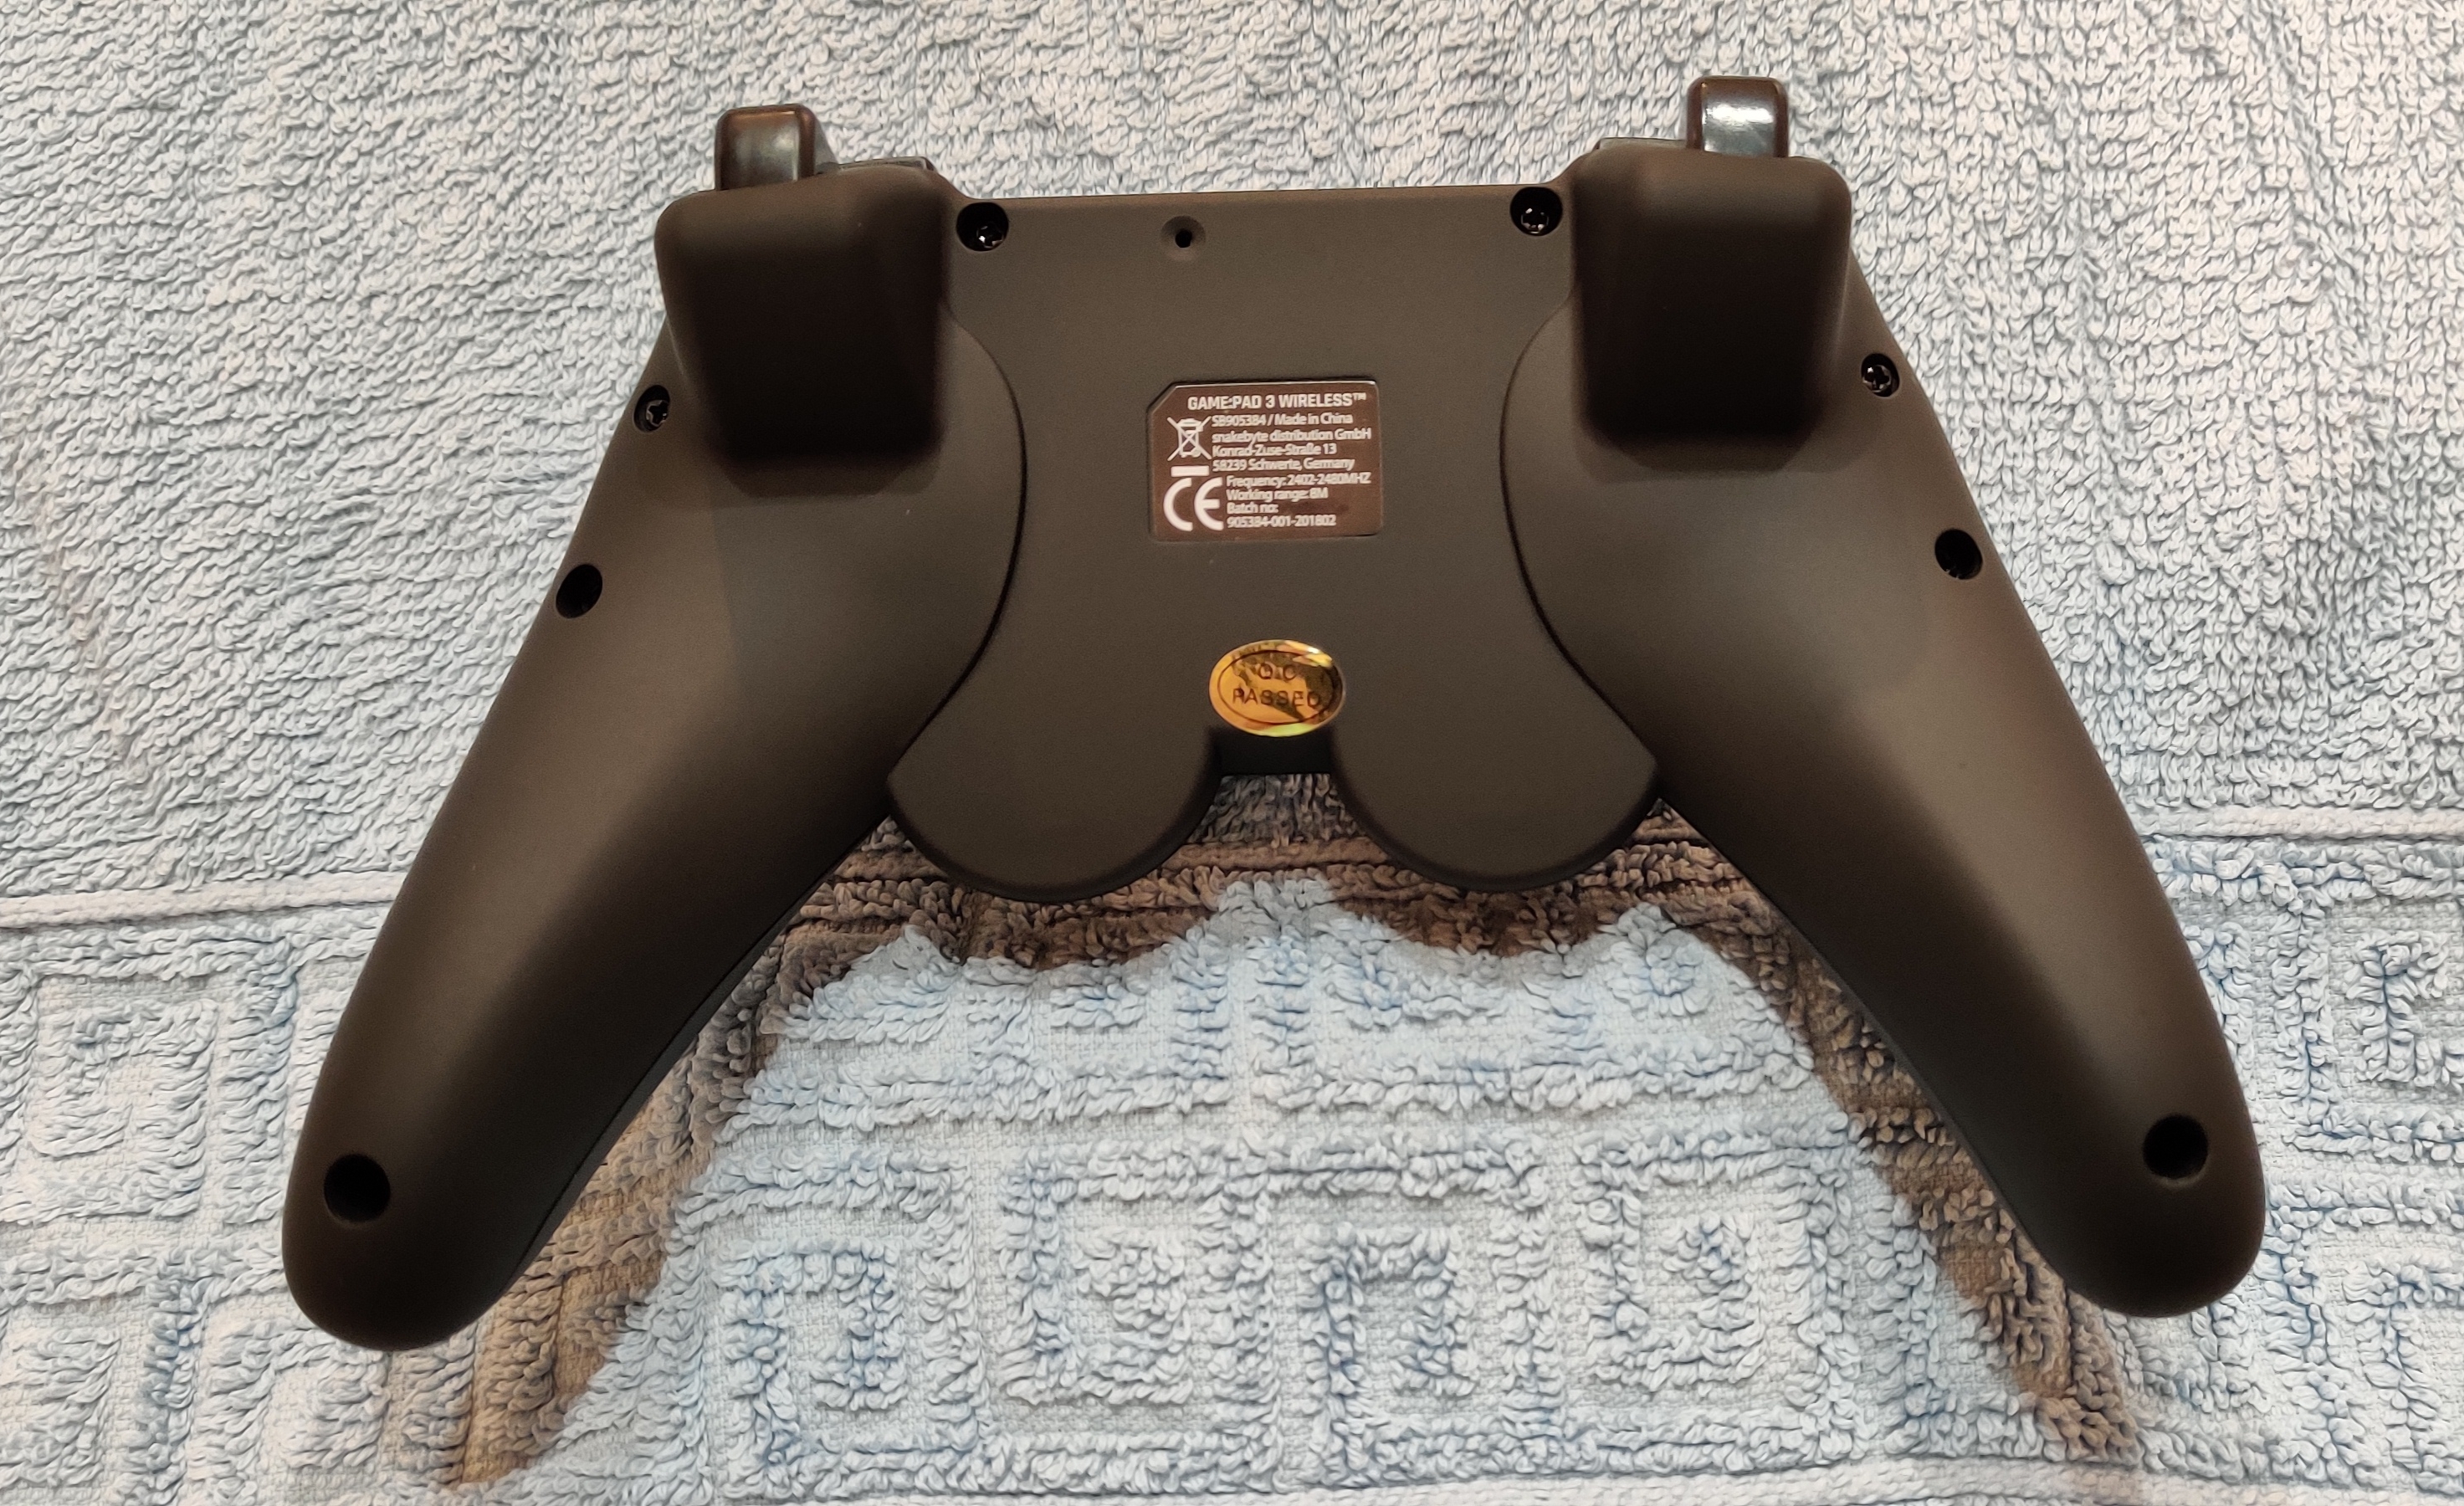 GAME:PAD 3 WIRELESS™
SB905384 / Made in China
snakebyte distribution GmbH
Konrad-Zuse-Straße 13
58239 Schwerte, Germany
CE
Frequency: 2402-2480MHZ
Working range: 8M
Batch no:
905384-001-201802
QC
PASSED